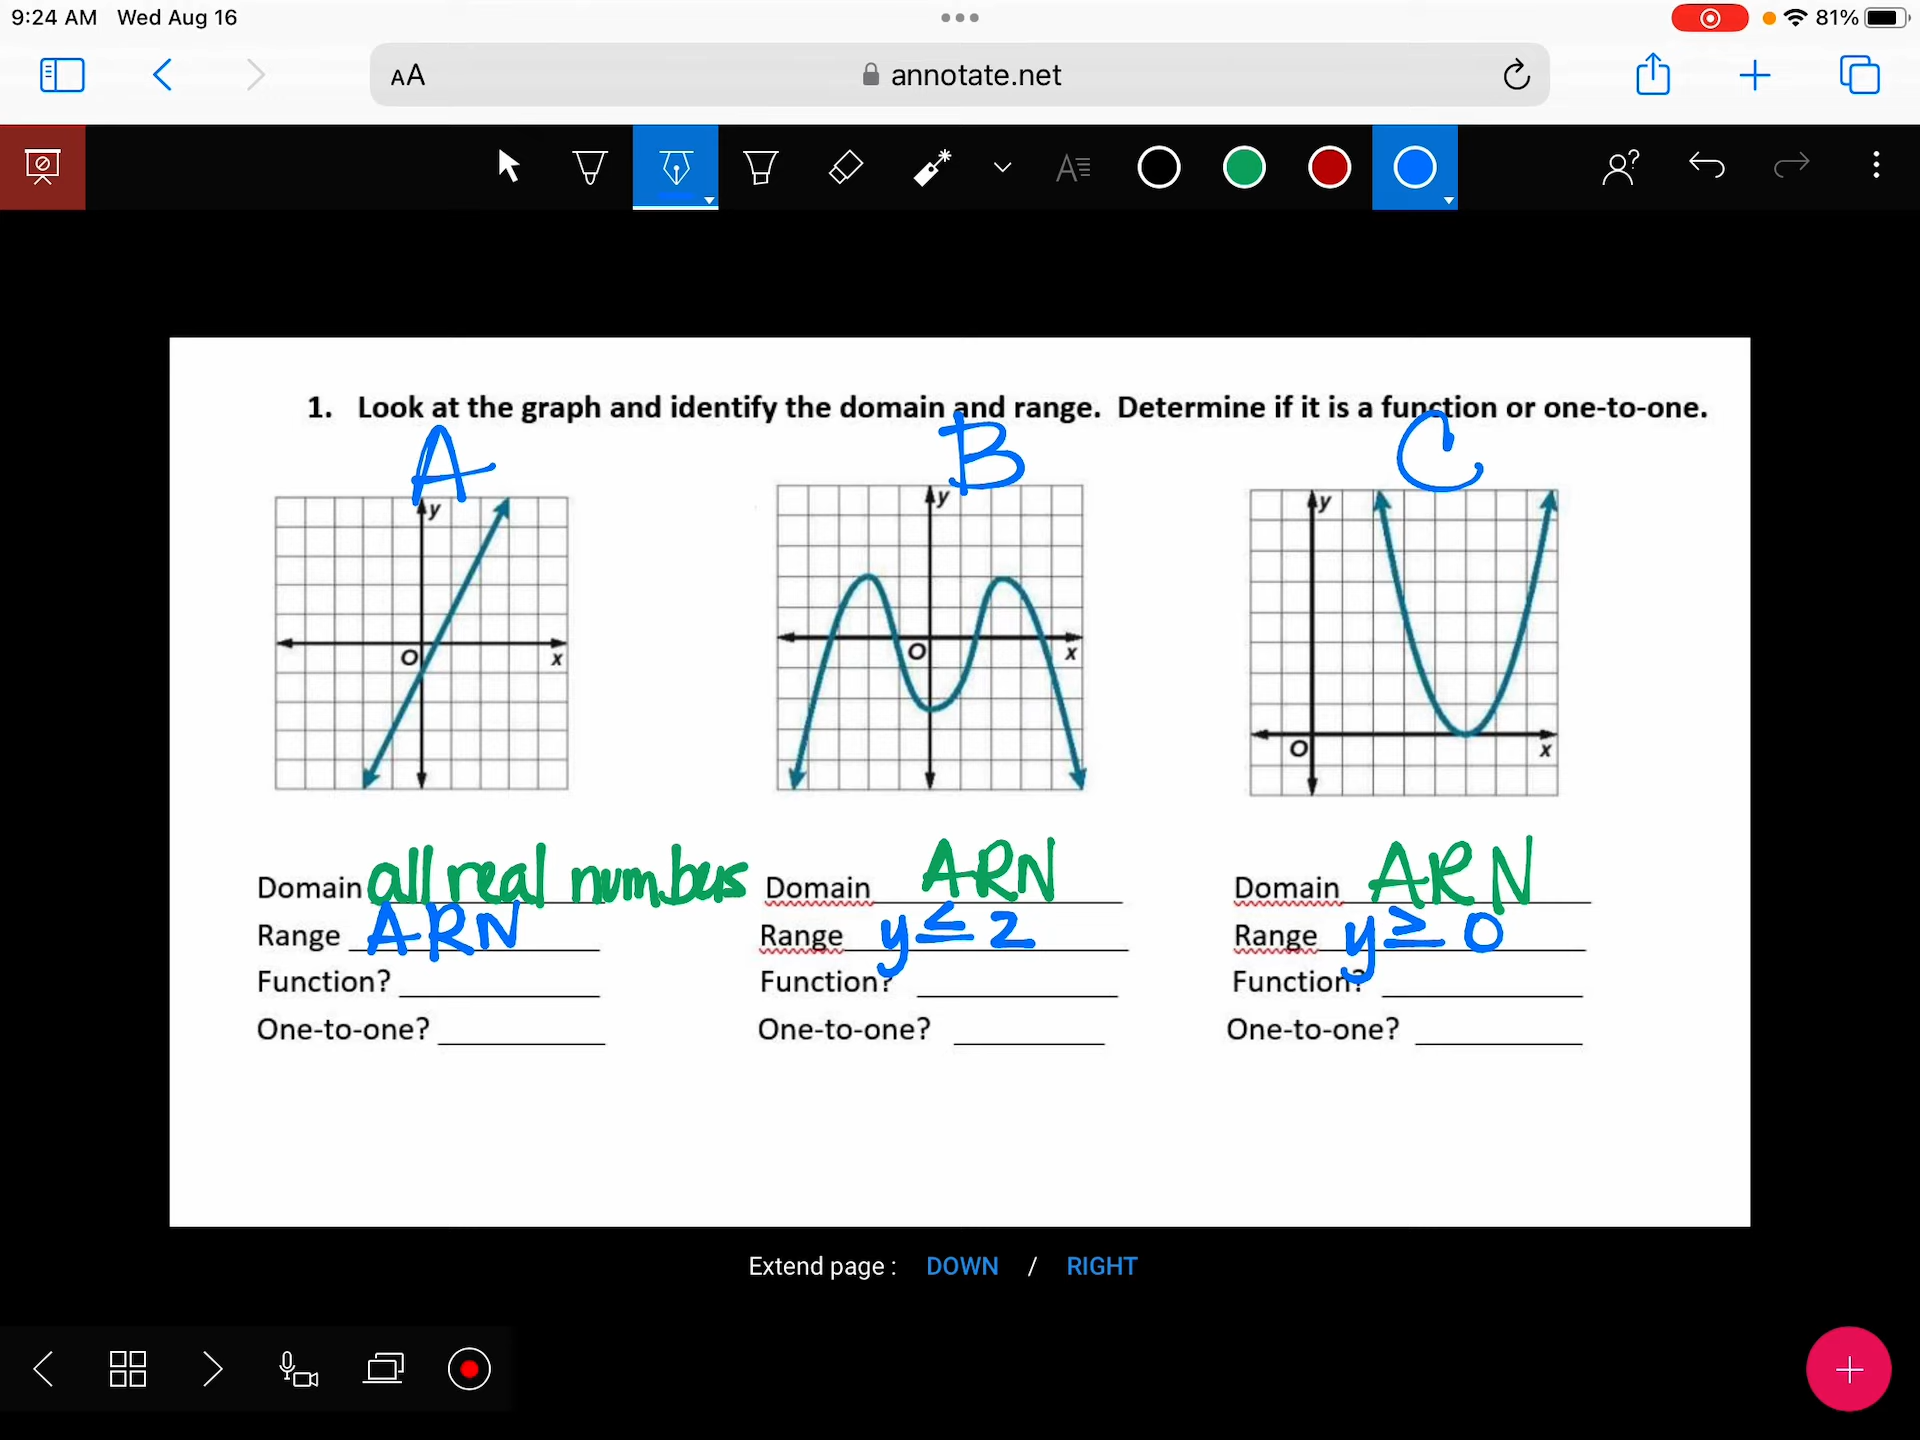 9:24 AM Wed Aug 16
81%
AA annotate.net
1. Look at the graph and identify the domain and range. Determine if it is a function or one-to-one.
A B C
y y y
O x O x O x
Domain all real numbus Domain ARN Domain ARN
Range ARN Range y ≤ 2 Range y ≥ 0
Function? Function? Function?
One-to-one? One-to-one? One-to-one?
Extend page : DOWN / RIGHT